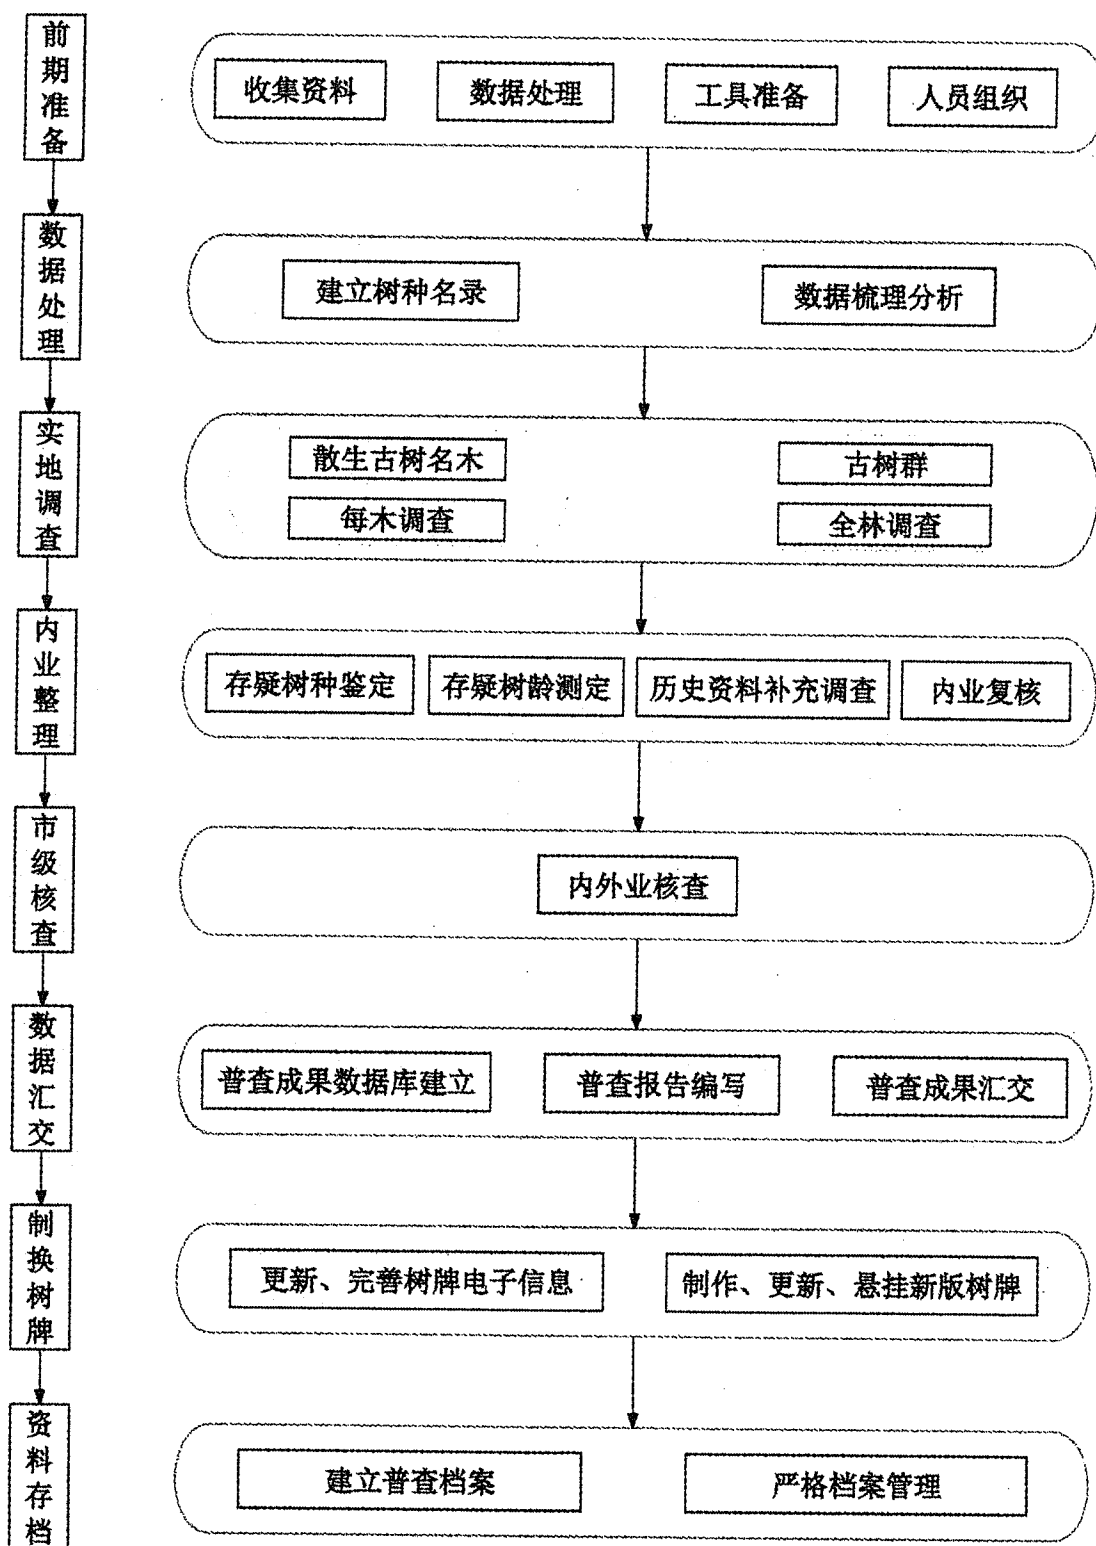 前期准备
收集资料 数据处理 工具准备 人员组织
数据处理
建立树种名录 数据梳理分析
实地调查
散生古树名木 古树群
每木调查 全林调查
内业整理
存疑树种鉴定 存疑树龄测定 历史资料补充调查 内业复核
市级核查
内外业核查
数据汇交
普查成果数据库建立 普查报告编写 普查成果汇交
制换树牌
更新、完善树牌电子信息 制作、更新、悬挂新版树牌
资料存档
建立普查档案 严格档案管理